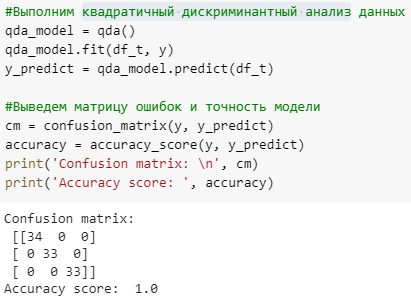 #Выполним квадратичный дискриминантный анализ данных
qda_model = qda()
qda_model.fit(df_t, y)
y_predict = qda_model.predict(df_t)
#Выведем матрицу ошибок и точность модели
cm = confusion_matrix(y, y_predict)
accuracy = accuracy_score(y, y_predict)
print('Confusion matrix: \n', cm)
print('Accuracy score: ', accuracy)
Confusion matrix:
[[34  0  0]
[ 0 33  0]
[ 0  0 33]]
Accuracy score:  1.0